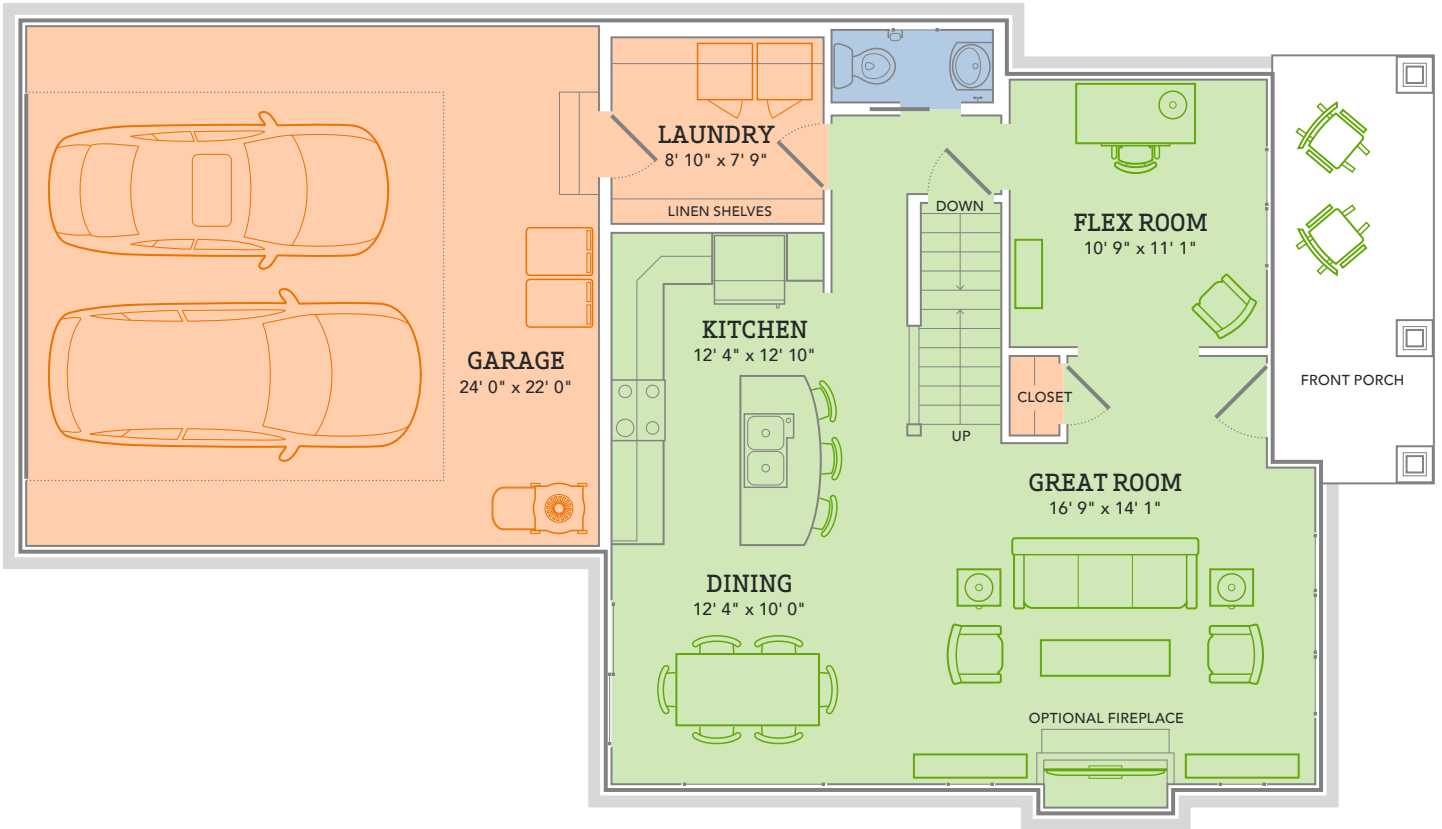 LAUNDRY
8' 10" x 7' 9"
LINEN SHELVES
DOWN
FLEX ROOM
10' 9" x 11' 1"
KITCHEN
12' 4" x 12' 10"
GARAGE
24' 0" x 22' 0"
FRONT PORCH
CLOSET
UP
GREAT ROOM
16' 9" x 14' 1"
DINING
12' 4" x 10' 0"
OPTIONAL FIREPLACE